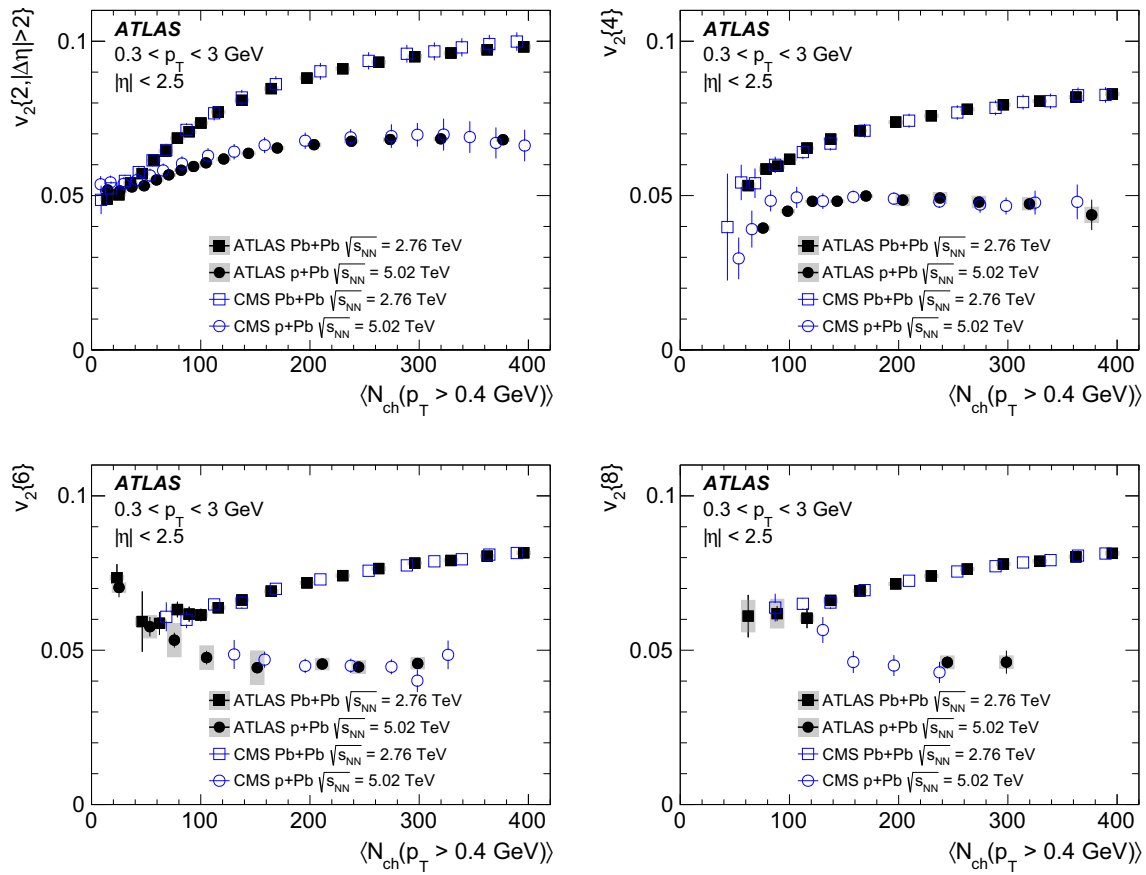 v₂{2,|Δη|>2}
ATLAS
0.3 < p_T < 3 GeV
|η| < 2.5
0.1
0.05
0
ATLAS Pb+Pb √s_NN = 2.76 TeV
ATLAS p+Pb √s_NN = 5.02 TeV
CMS Pb+Pb √s_NN = 2.76 TeV
CMS p+Pb √s_NN = 5.02 TeV
0 100 200 300 400
⟨N_ch(p_T > 0.4 GeV)⟩
v₂{4}
ATLAS
0.3 < p_T < 3 GeV
|η| < 2.5
0.1
0.05
0
ATLAS Pb+Pb √s_NN = 2.76 TeV
ATLAS p+Pb √s_NN = 5.02 TeV
CMS Pb+Pb √s_NN = 2.76 TeV
CMS p+Pb √s_NN = 5.02 TeV
0 100 200 300 400
⟨N_ch(p_T > 0.4 GeV)⟩
v₂{6}
ATLAS
0.3 < p_T < 3 GeV
|η| < 2.5
0.1
0.05
0
ATLAS Pb+Pb √s_NN = 2.76 TeV
ATLAS p+Pb √s_NN = 5.02 TeV
CMS Pb+Pb √s_NN = 2.76 TeV
CMS p+Pb √s_NN = 5.02 TeV
0 100 200 300 400
⟨N_ch(p_T > 0.4 GeV)⟩
v₂{8}
ATLAS
0.3 < p_T < 3 GeV
|η| < 2.5
0.1
0.05
0
ATLAS Pb+Pb √s_NN = 2.76 TeV
ATLAS p+Pb √s_NN = 5.02 TeV
CMS Pb+Pb √s_NN = 2.76 TeV
CMS p+Pb √s_NN = 5.02 TeV
0 100 200 300 400
⟨N_ch(p_T > 0.4 GeV)⟩